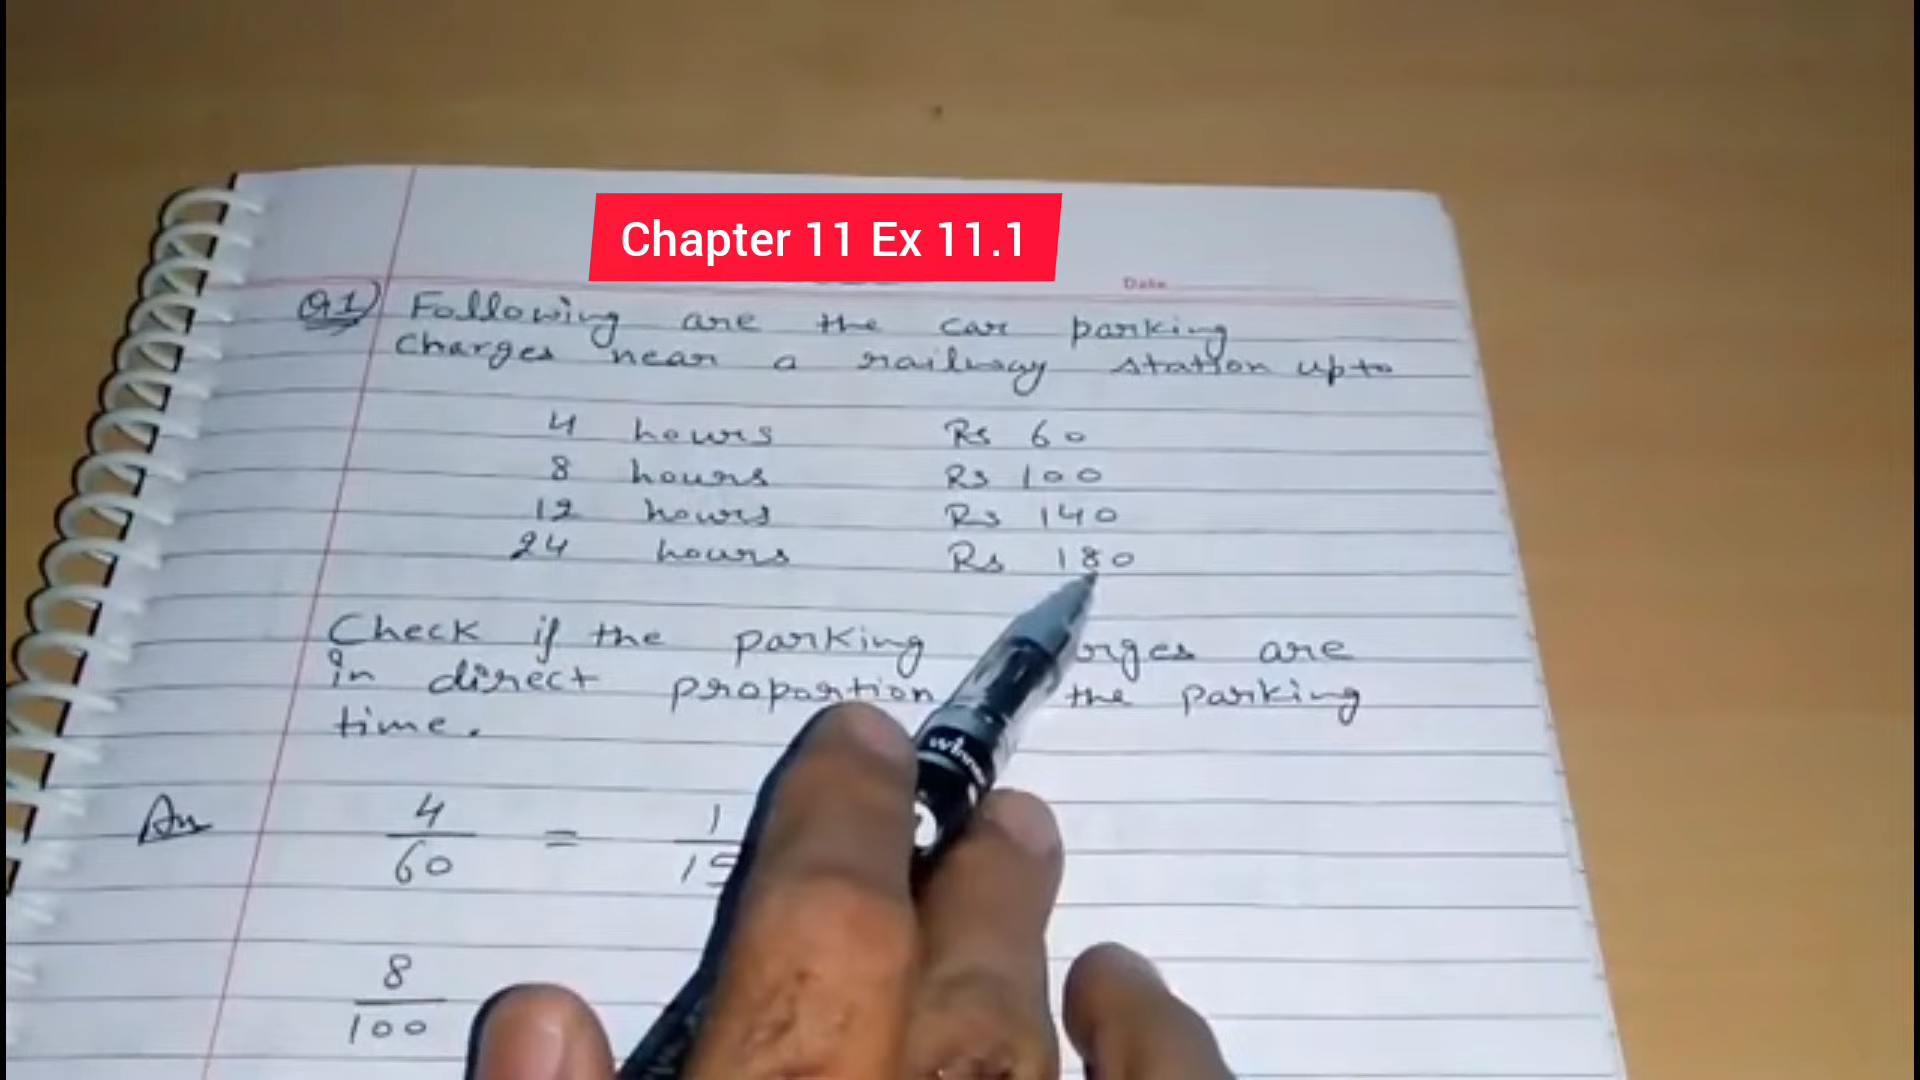 Chapter 11 Ex 11.1
Date
Q1) Following are the car parking
charges near a railway station upto
4 hours Rs 60
8 hours Rs 100
12 hours Rs 140
24 hours Rs 180
Check if the parking are
in direct proportion the parking
time.
Ans 4/60 = 1/15
8/100